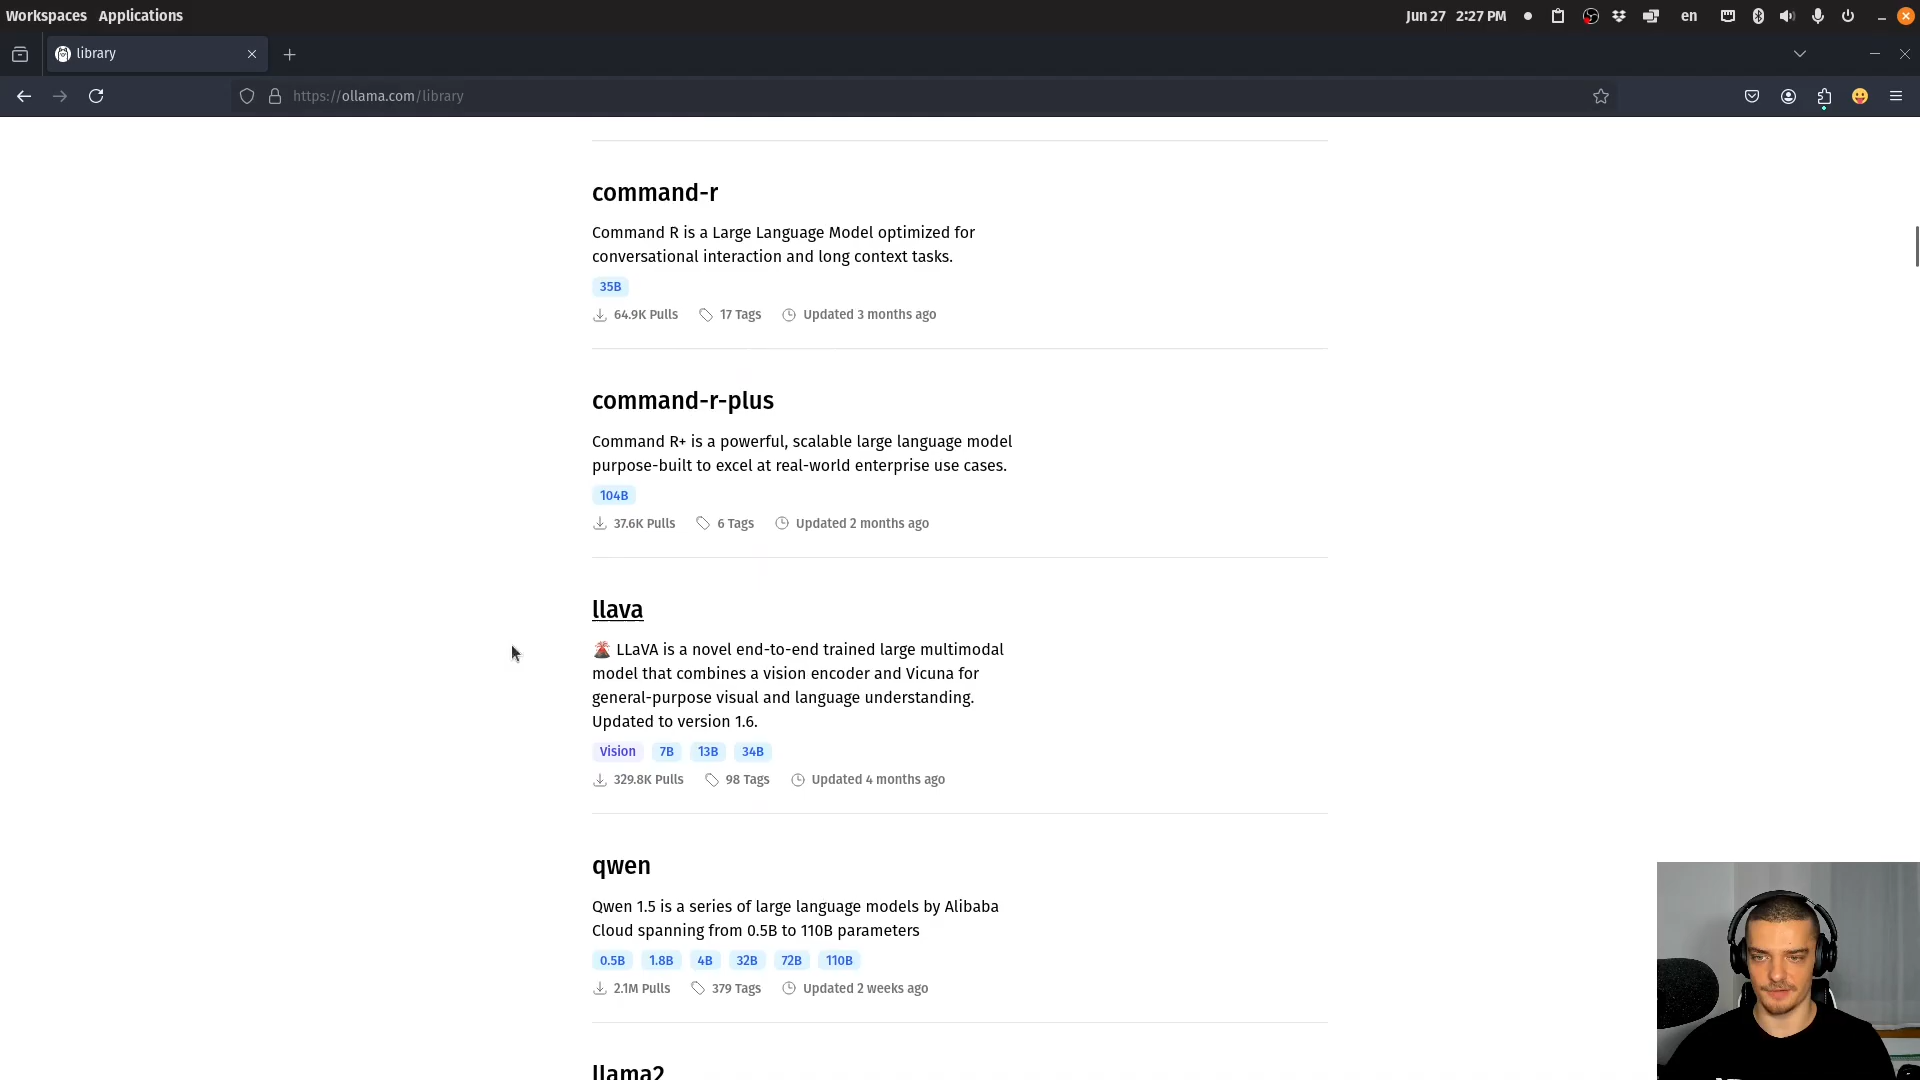 Workspaces Applications
Jun 27 2:27 PM
en
library
https://ollama.com/library
command-r
Command R is a Large Language Model optimized for
conversational interaction and long context tasks.
35B
64.9K Pulls 17 Tags Updated 3 months ago
command-r-plus
Command R+ is a powerful, scalable large language model
purpose-built to excel at real-world enterprise use cases.
104B
37.6K Pulls 6 Tags Updated 2 months ago
llava
🌋 LLaVA is a novel end-to-end trained large multimodal
model that combines a vision encoder and Vicuna for
general-purpose visual and language understanding.
Updated to version 1.6.
Vision 7B 13B 34B
329.8K Pulls 98 Tags Updated 4 months ago
qwen
Qwen 1.5 is a series of large language models by Alibaba
Cloud spanning from 0.5B to 110B parameters
0.5B 1.8B 4B 32B 72B 110B
2.1M Pulls 379 Tags Updated 2 weeks ago
llama2